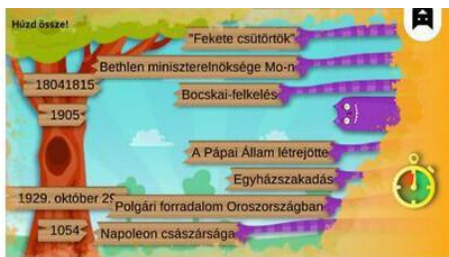 Húzd össze!
"Fekete csütörtök"
Bethlen miniszterelnöksége Mo-n
18041815
Bocskai-felkelés
1905
A Pápai Állam létrejötte
Egyházszakadás
1929. október 29
Polgári forradalom Oroszországban
1054
Napoleon császársága